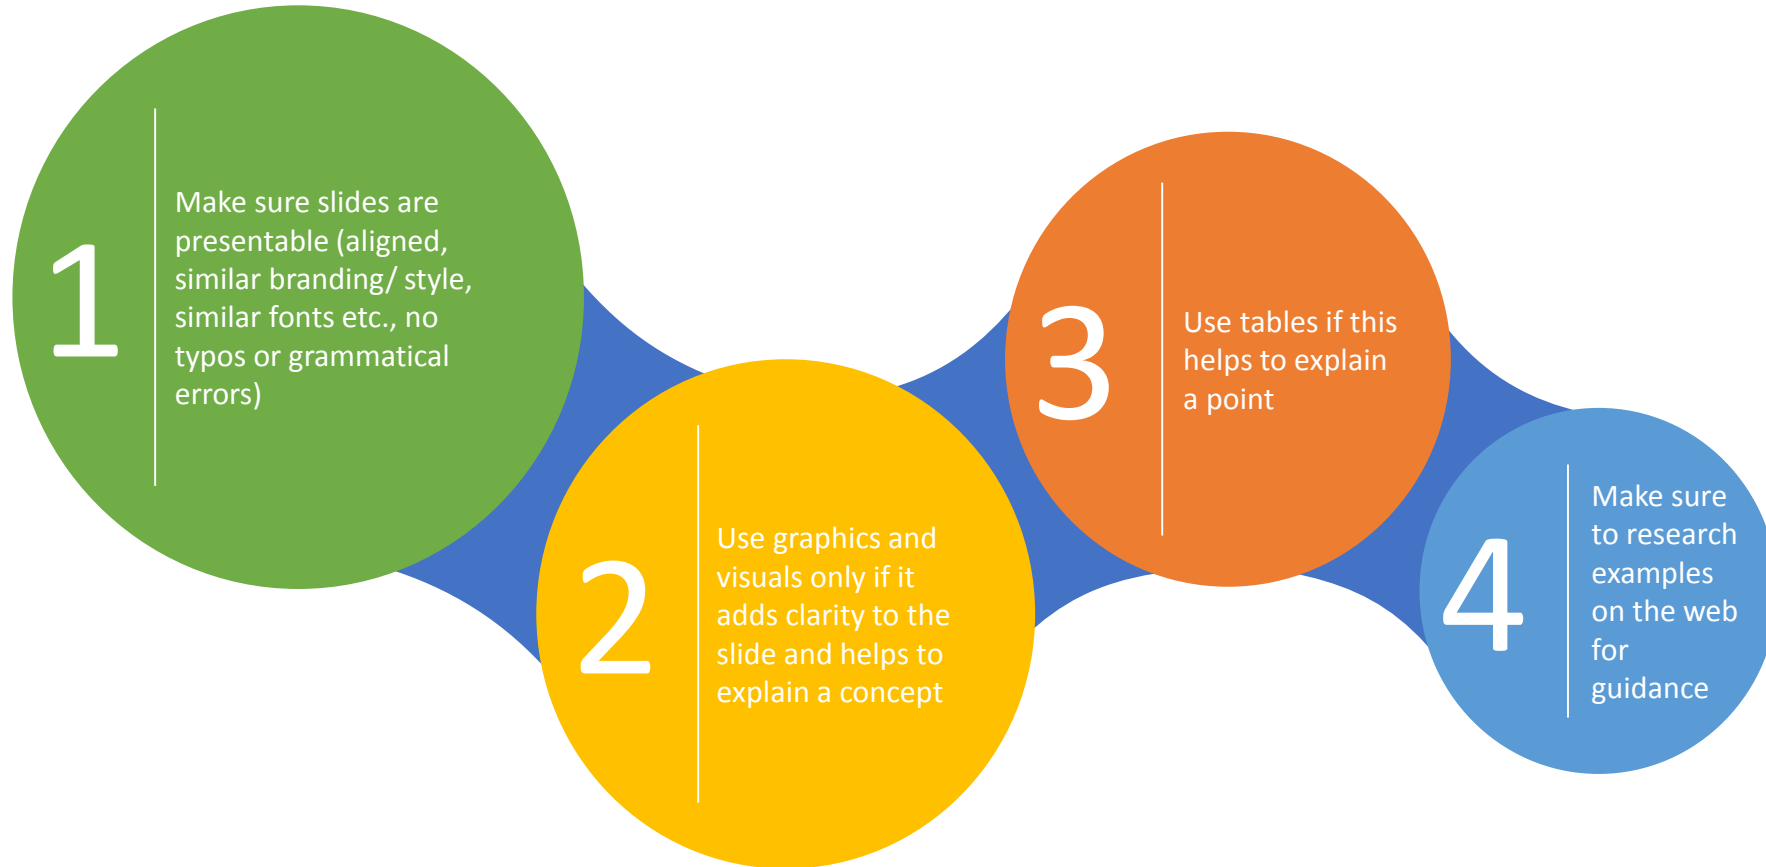 1
Make sure slides are
presentable (aligned,
similar branding/ style,
similar fonts etc., no
typos or grammatical
errors)
2
Use graphics and
visuals only if it
adds clarity to the
slide and helps to
explain a concept
3
Use tables if this
helps to explain
a point
4
Make sure
to research
examples
on the web
for
guidance